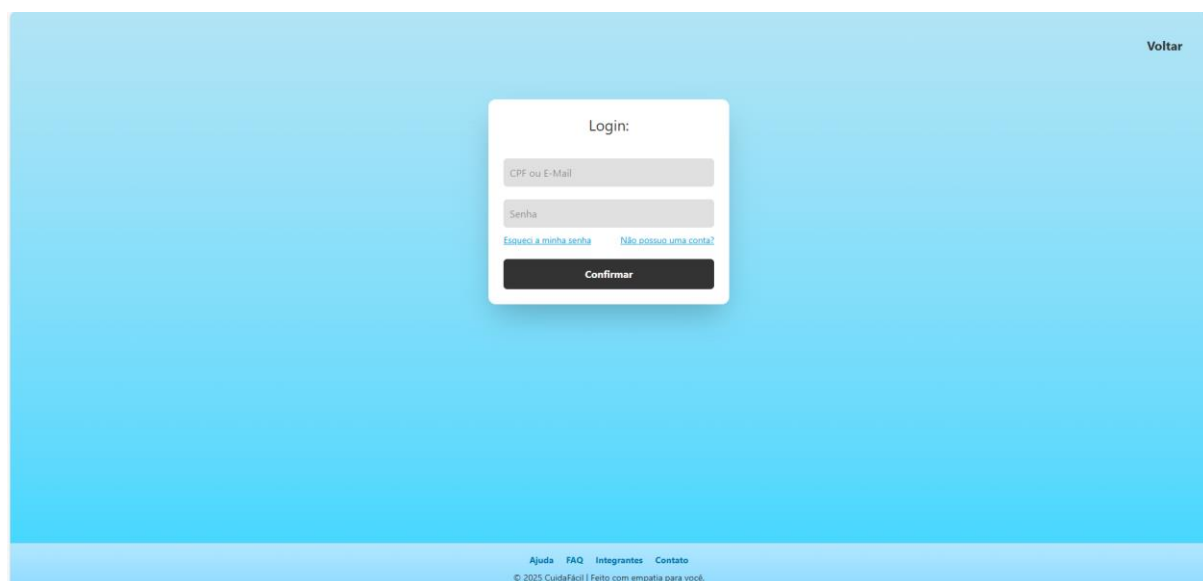 Voltar
Login:
CPF ou E-Mail
Senha
Esqueci a minha senha Não possuo uma conta?
Confirmar
Ajuda FAQ Integrantes Contato
© 2025 CuidaFácil | Feito com empatia para você.